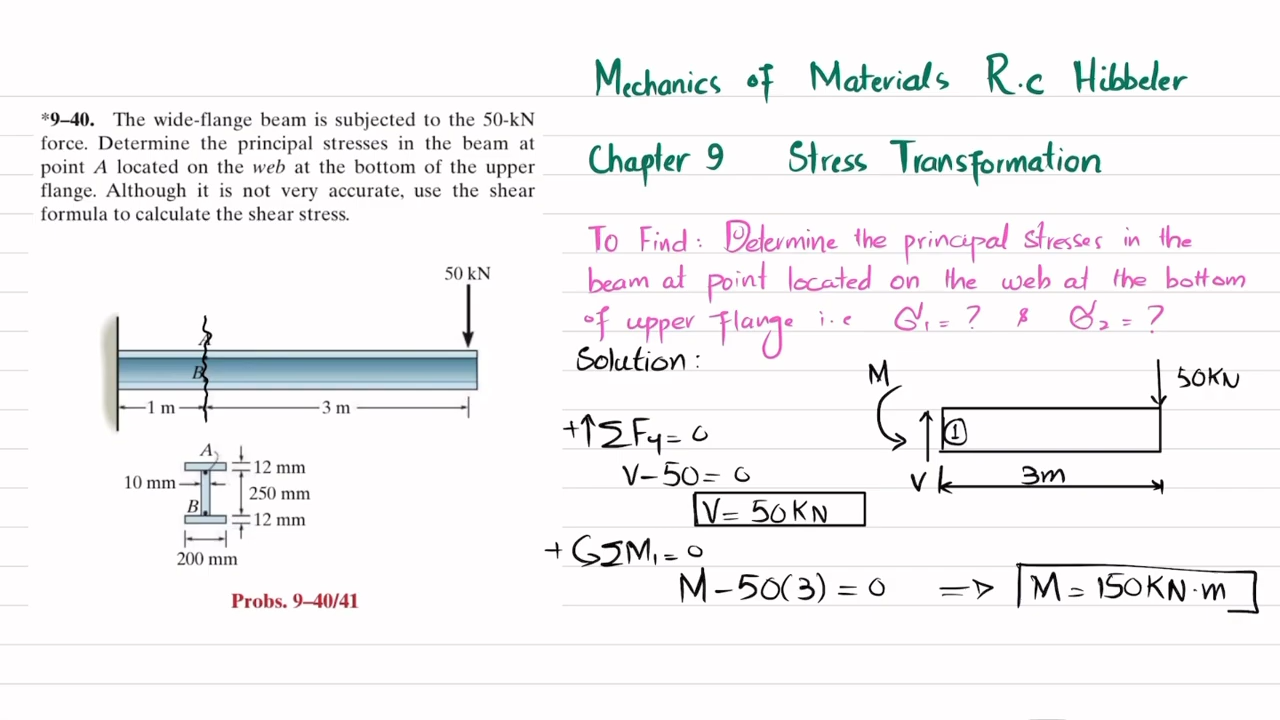 Mechanics of Materials R.c Hibbeler
Chapter 9 Stress Transformation
*9–40. The wide-flange beam is subjected to the 50-kN
force. Determine the principal stresses in the beam at
point A located on the web at the bottom of the upper
flange. Although it is not very accurate, use the shear
formula to calculate the shear stress.
50 kN
A
B
1 m
3 m
A
12 mm
10 mm
250 mm
B
12 mm
200 mm
Probs. 9–40/41
To Find: Determine the principal stresses in the
beam at point located on the web at the bottom
of upper flange i.e σ1 = ? & σ2 = ?
Solution:
M
50KN
1
V
3m
+↑ΣFy = 0
V-50 = 0
V = 50KN
+↺ΣM1 = 0
M-50(3) = 0 => M = 150KN·m